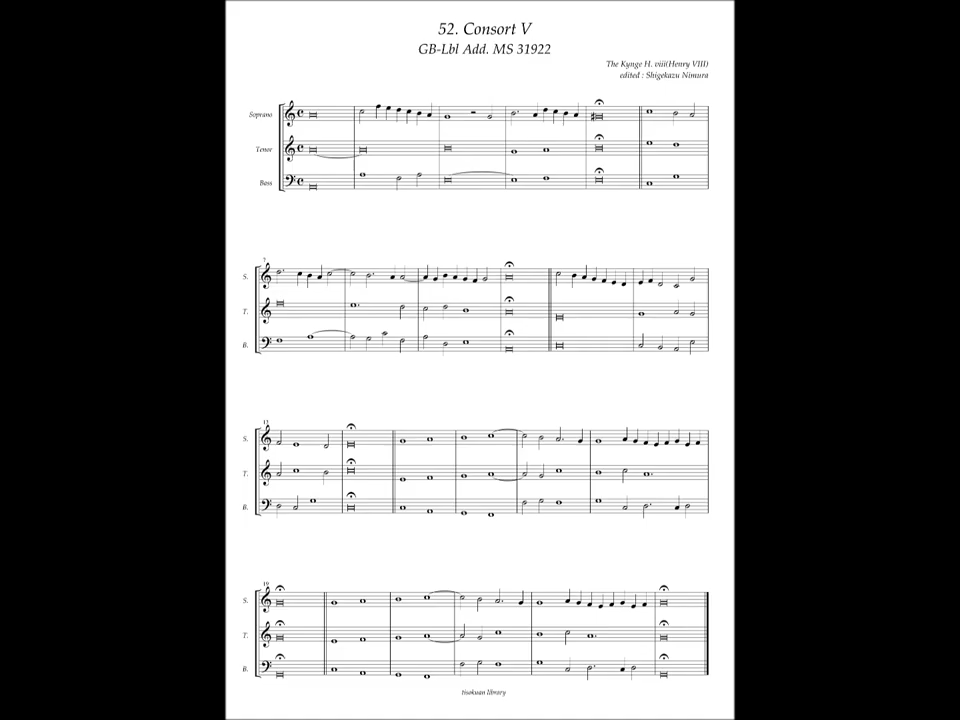 52. Consort V
GB-Lbl Add. MS 31922
The Kynge H. viii(Henry VIII)
edited : Shigekazu Nimura
Soprano
Tenor
Bass
7
S.
T.
B.
13
S.
T.
B.
19
S.
T.
B.
tisokuan library